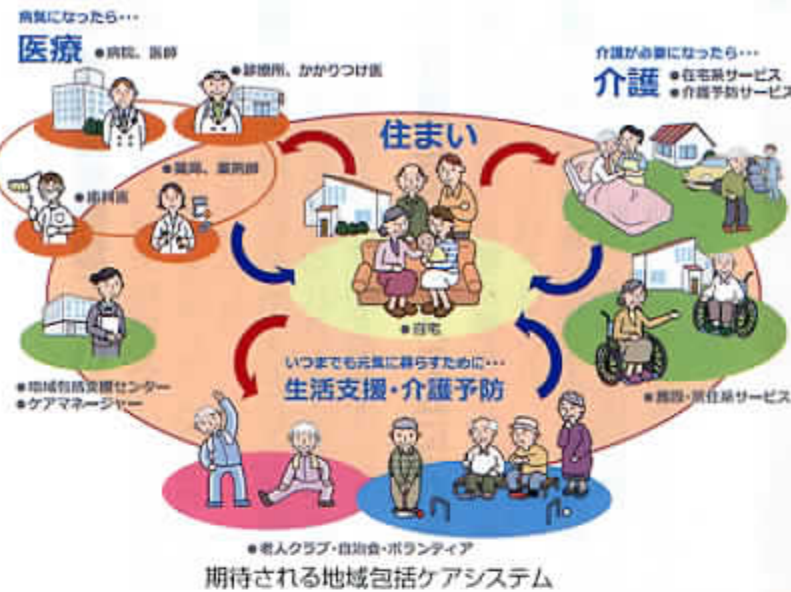 病気になったら･･･
医療
●病院、医師
●診療所、かかりつけ医
●歯科医
●薬局、薬剤師
介護が必要になったら･･･
介護
●在宅系サービス
●介護予防サービス
住まい
●自宅
●地域包括支援センター
●ケアマネージャー
●施設・居住系サービス
いつまでも元気に暮らすために･･･
生活支援・介護予防
●老人クラブ・自治会・ボランティア
期待される地域包括ケアシステム